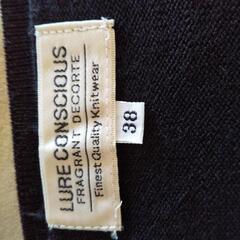 LURE CONSCIOUS
FRAGRANT DECORTE
Finest Quality Knitwear
38